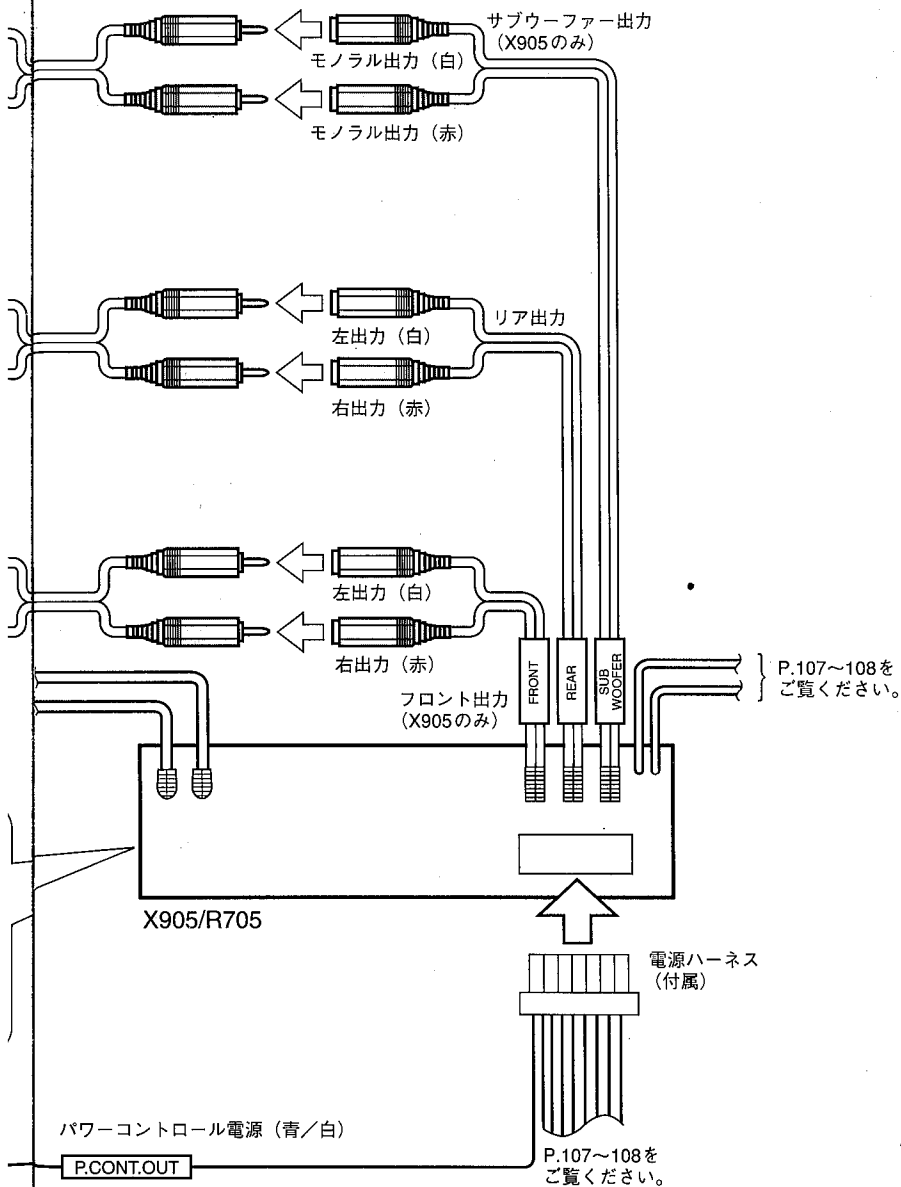 サブウーファー出力
(X905のみ)
モノラル出力（白）
モノラル出力（赤）
リア出力
左出力（白）
右出力（赤）
左出力（白）
右出力（赤）
フロント出力
(X905のみ)
FRONT
REAR
SUB
WOOFER
P.107〜108を
ご覧ください。
X905/R705
電源ハーネス
（付属）
パワーコントロール電源（青／白）
P.CONT.OUT
P.107〜108を
ご覧ください。